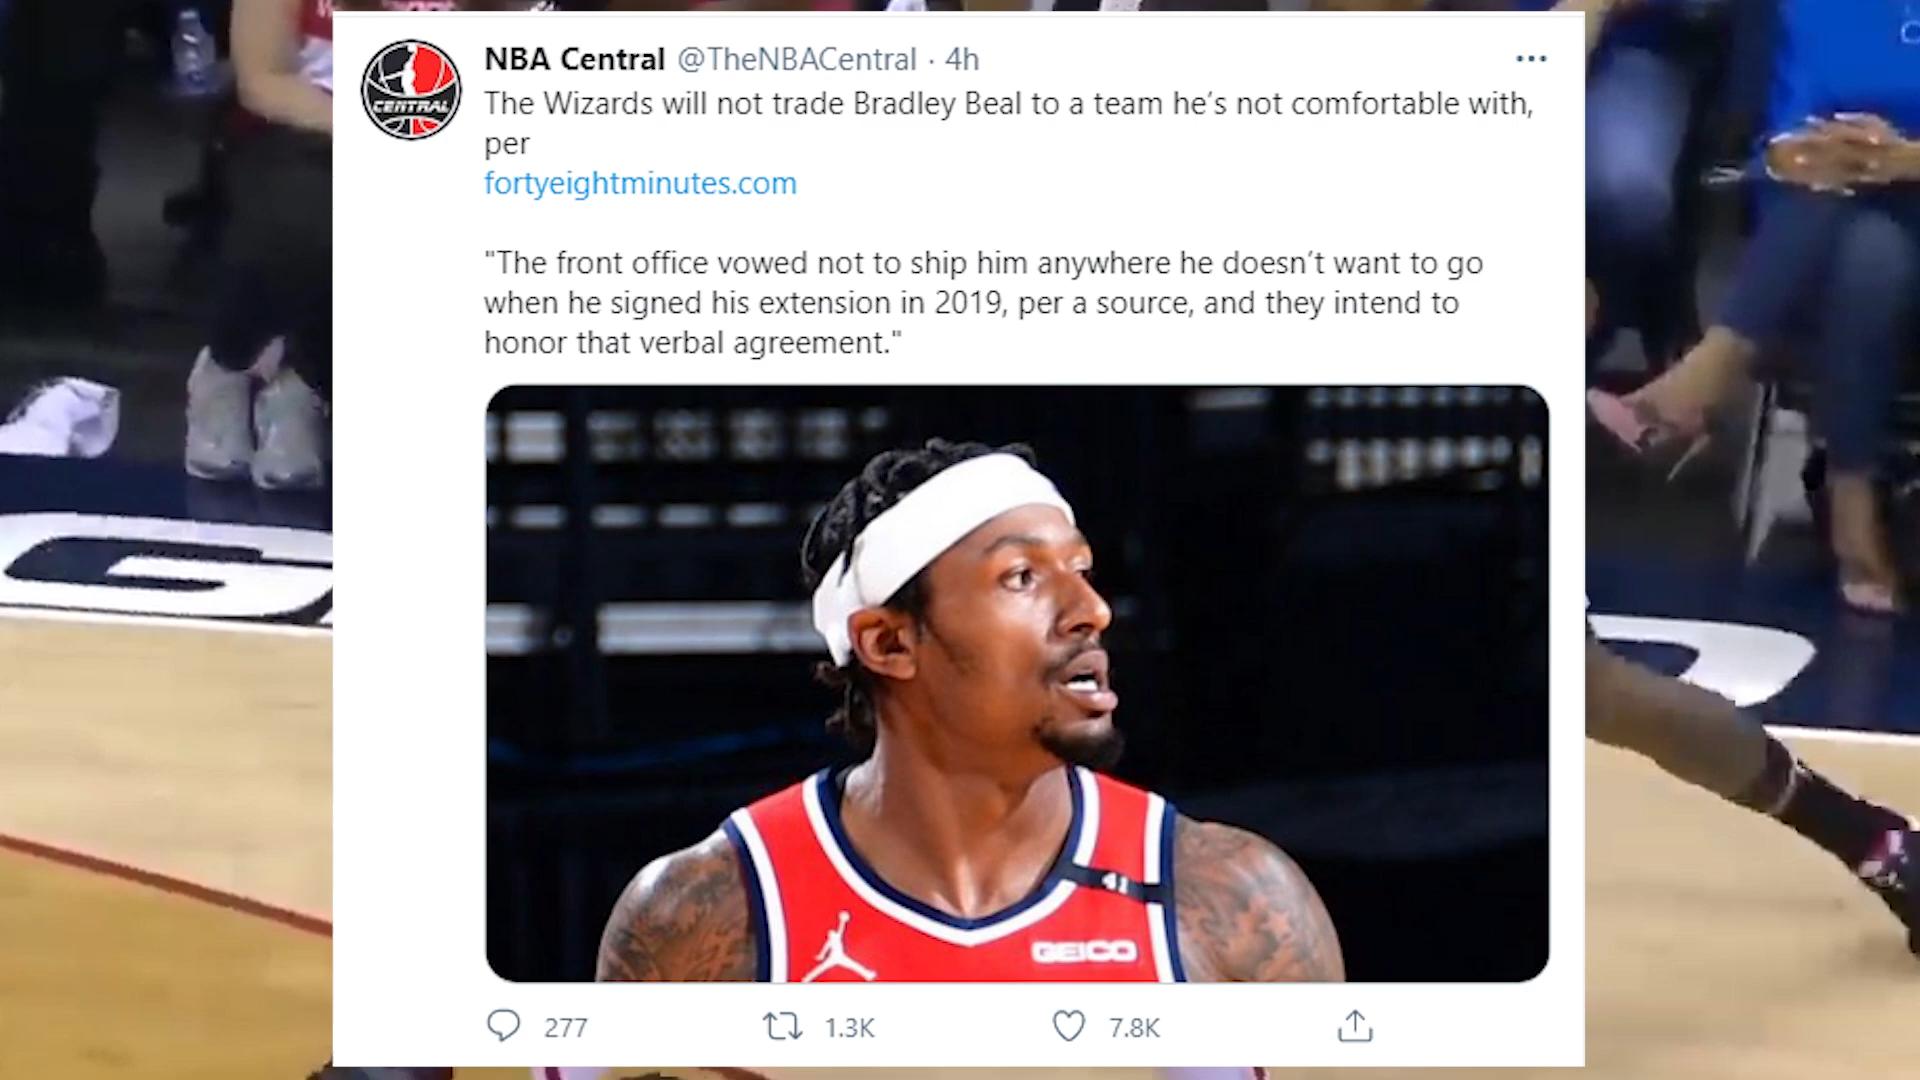 NBA Central @TheNBACentral · 4h
The Wizards will not trade Bradley Beal to a team he’s not comfortable with,
per
fortyeightminutes.com
"The front office vowed not to ship him anywhere he doesn’t want to go
when he signed his extension in 2019, per a source, and they intend to
honor that verbal agreement."
CENTRAL
41
GEICO
277 1.3K 7.8K